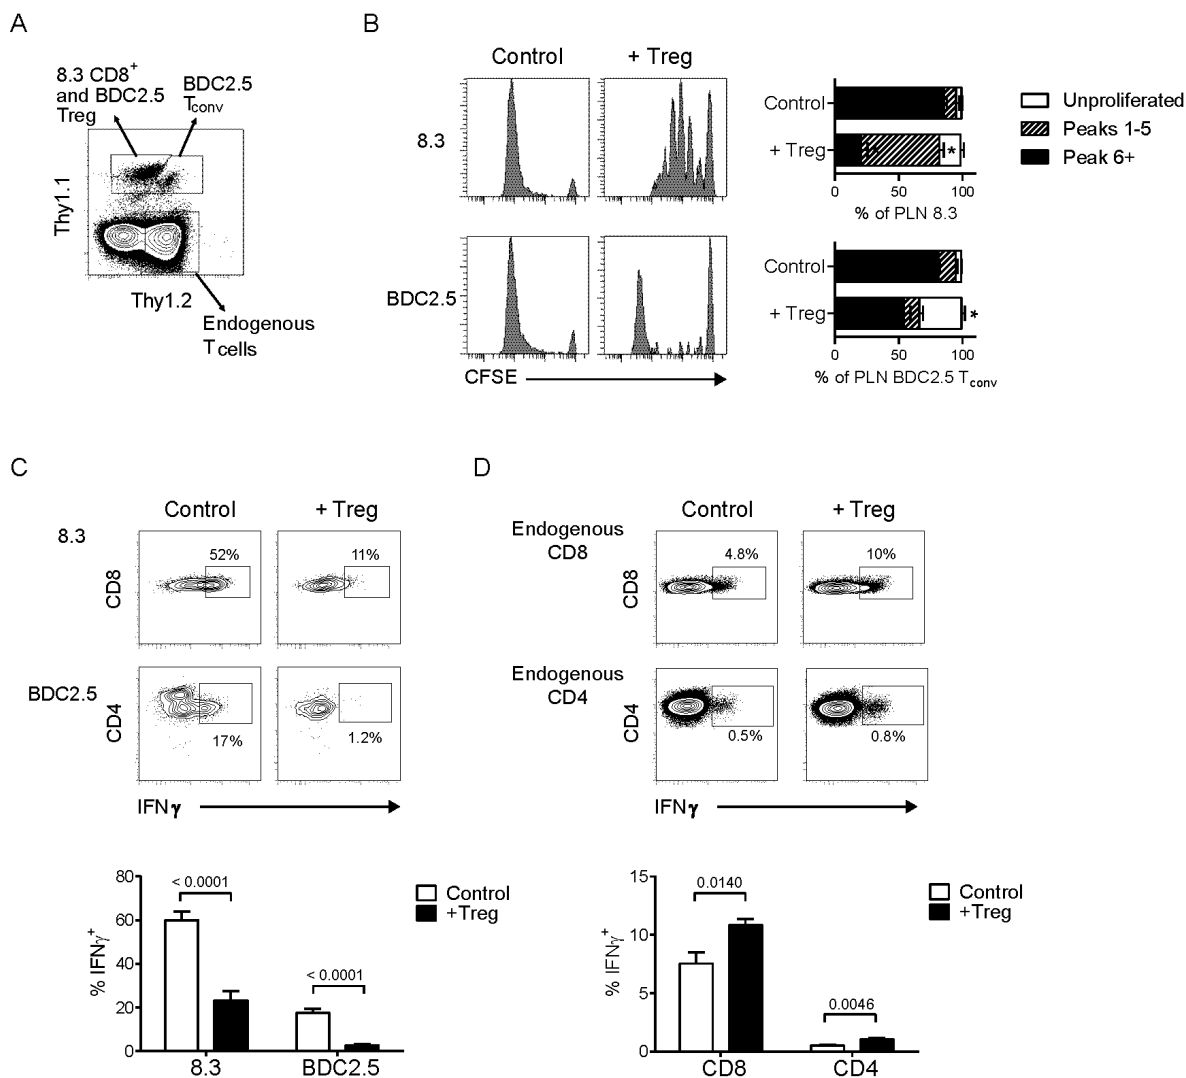 A
8.3 CD8+
and BDC2.5
Treg
BDC2.5
Tconv
Thy1.1
Thy1.2
Endogenous
T cells
B
Control
+ Treg
8.3
BDC2.5
CFSE
Control
+ Treg
* *
0 50 100
% of PLN 8.3
Control
+ Treg
*
0 50 100
% of PLN BDC2.5 Tconv
Unproliferated
Peaks 1-5
Peak 6+
C
Control
+ Treg
8.3
CD8
52%
11%
BDC2.5
CD4
17%
1.2%
IFNγ
80
60
40
20
0
% IFNγ+
< 0.0001
< 0.0001
8.3
BDC2.5
Control
+Treg
D
Control
+ Treg
Endogenous
CD8
CD8
4.8%
10%
Endogenous
CD4
CD4
0.5%
0.8%
IFNγ
15
10
5
0
% IFNγ+
0.0140
0.0046
CD8
CD4
Control
+Treg